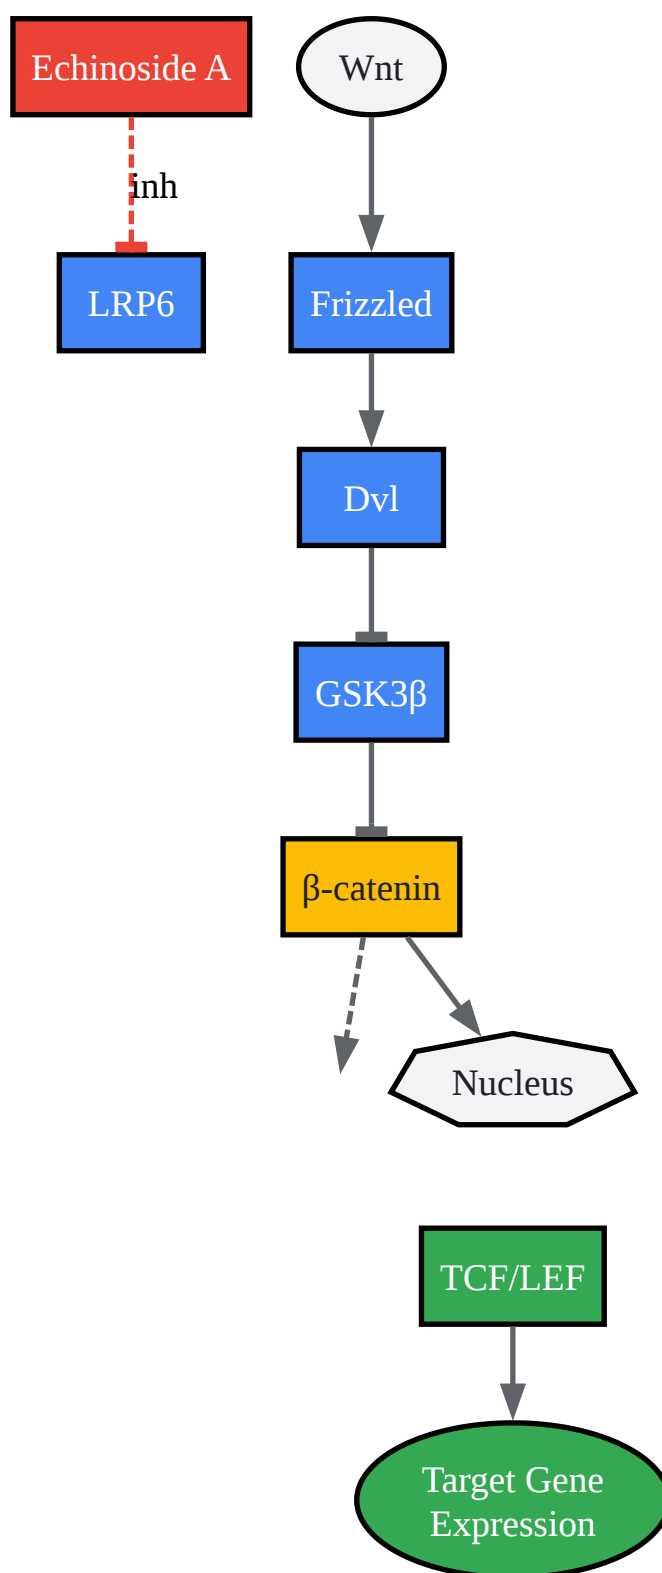 Echinoside A
Wnt
inh
LRP6
Frizzled
Dvl
GSK3β
β-catenin
Nucleus
TCF/LEF
Target Gene
Expression